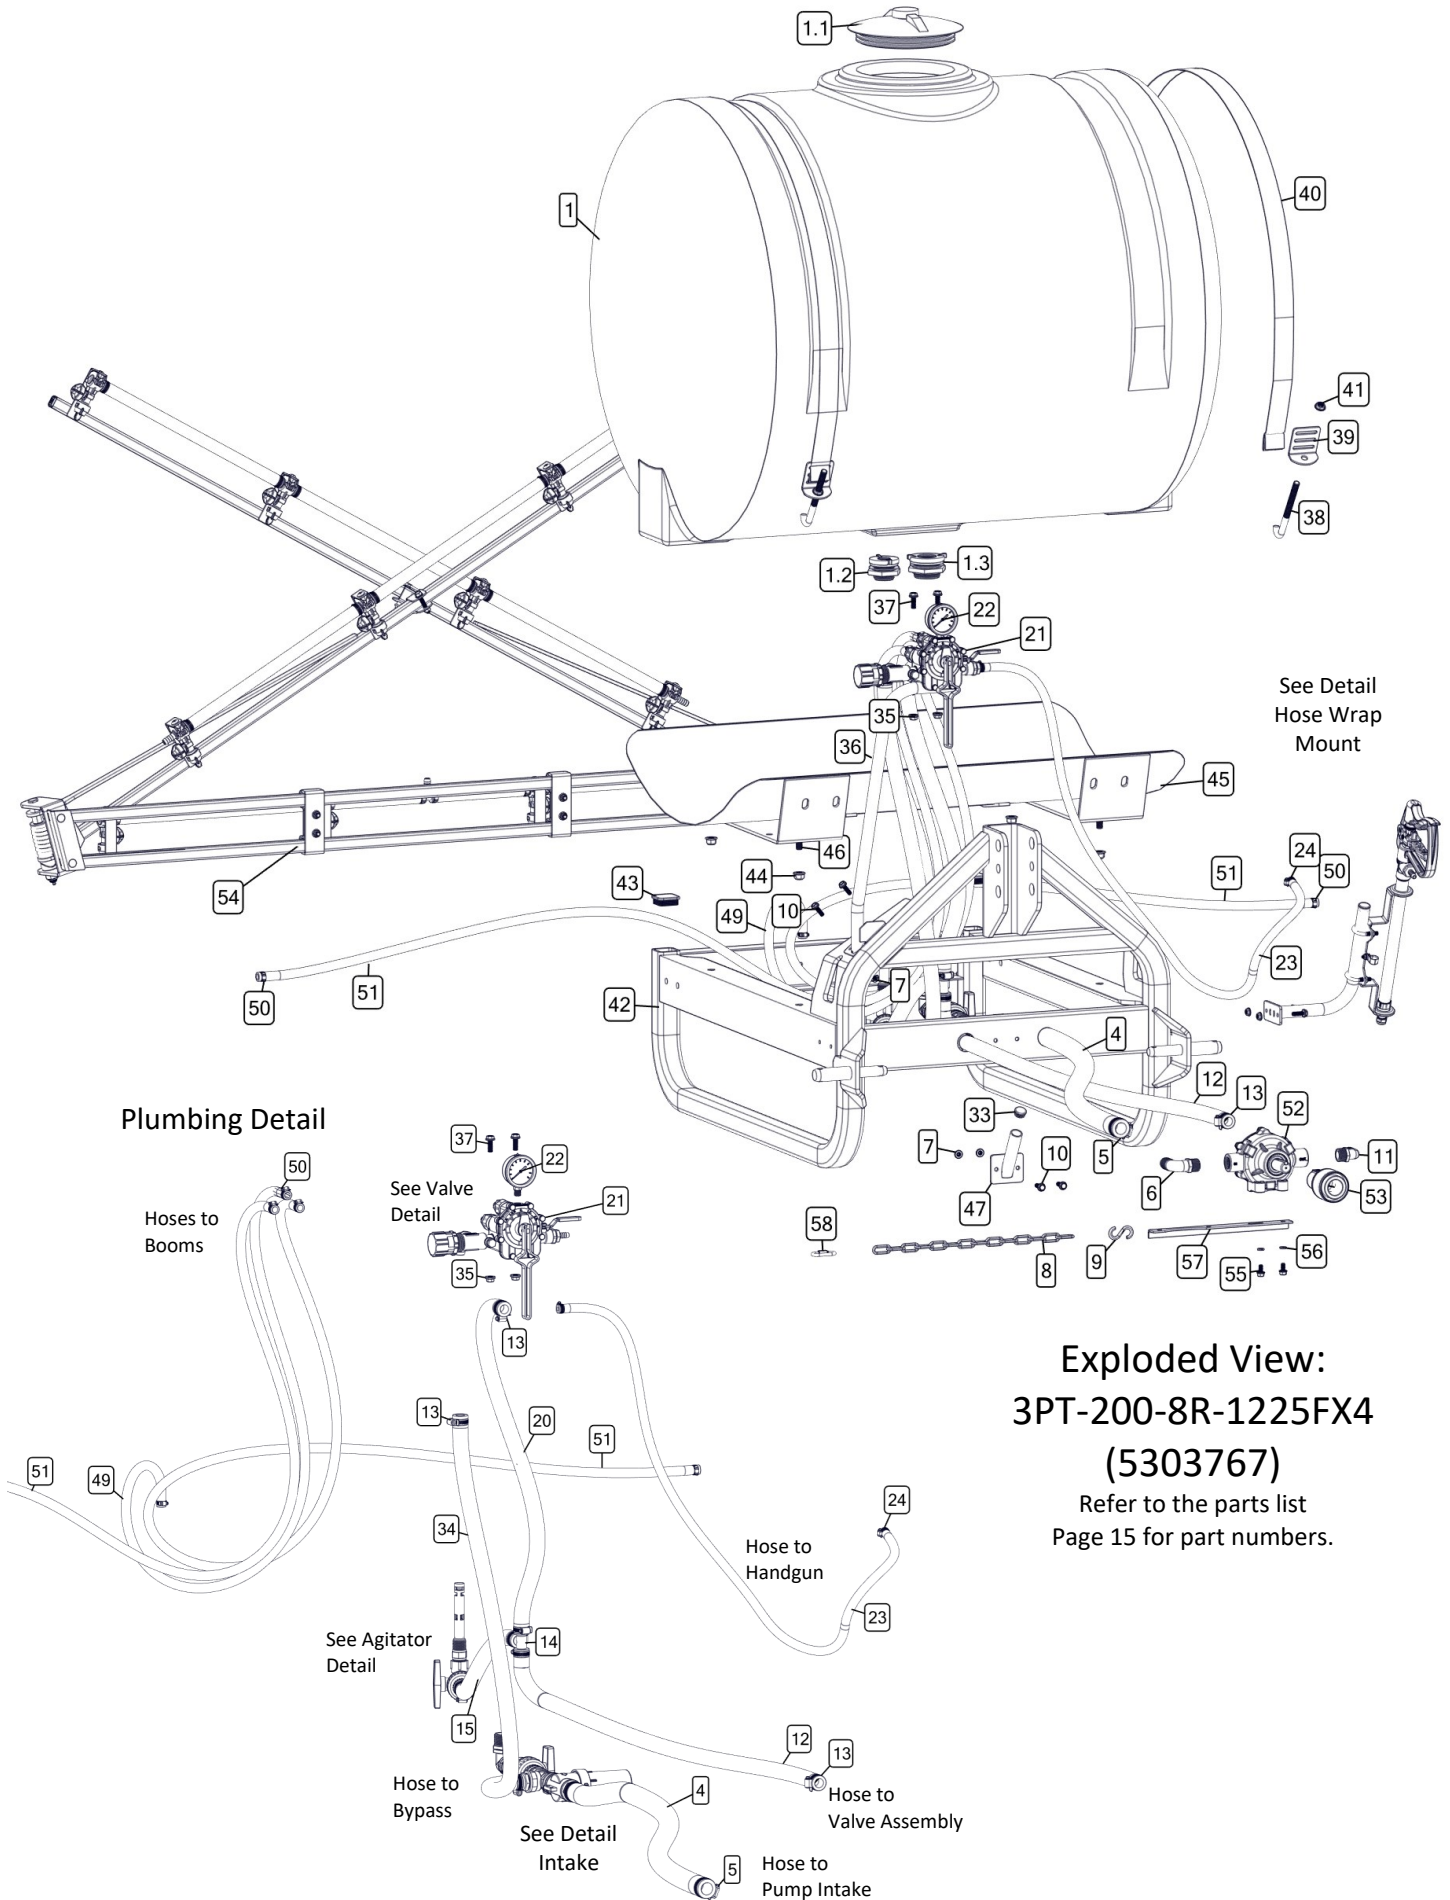 1.1
40
1
41
39
38
1.2
1.3
37
22
21
35
36
See Detail
Hose Wrap
Mount
45
46
54
43
44
24
50
51
49
10
23
7
50
51
42
4
12
13
52
33
5
7
10
6
11
53
47
58
8
9
57
56
55
Plumbing Detail
50
Hoses to
Booms
37
22
See Valve
Detail
21
35
13
Exploded View:
3PT-200-8R-1225FX4
(5303767)
Refer to the parts list
Page 15 for part numbers.
13
20
51
51
49
34
24
Hose to
Handgun
23
See Agitator
Detail
14
15
12
13
Hose to
Bypass
4
Hose to
Valve Assembly
See Detail
Intake
5
Hose to
Pump Intake